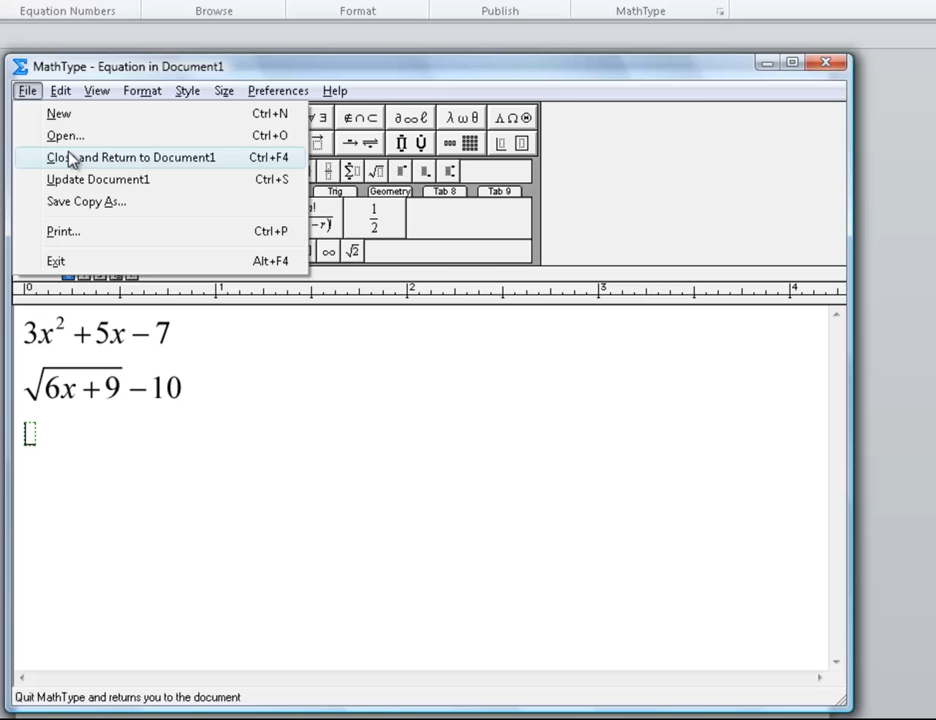 Equation Numbers Browse Format Publish MathType
MathType - Equation in Document1
File Edit View Format Style Size Preferences Help
New Ctrl+N
Open... Ctrl+O
Close and Return to Document1 Ctrl+F4
Update Document1 Ctrl+S
Save Copy As...
Print... Ctrl+P
Exit Alt+F4
∀ ∃ ∉∩⊂ ∂∞ℓ λωθ ΛΩ⊗
Trig Geometry Tab 8 Tab 9
1/2
∞ √2
0 1 2 3 4
3x² + 5x − 7
√(6x + 9) − 10
Quit MathType and returns you to the document